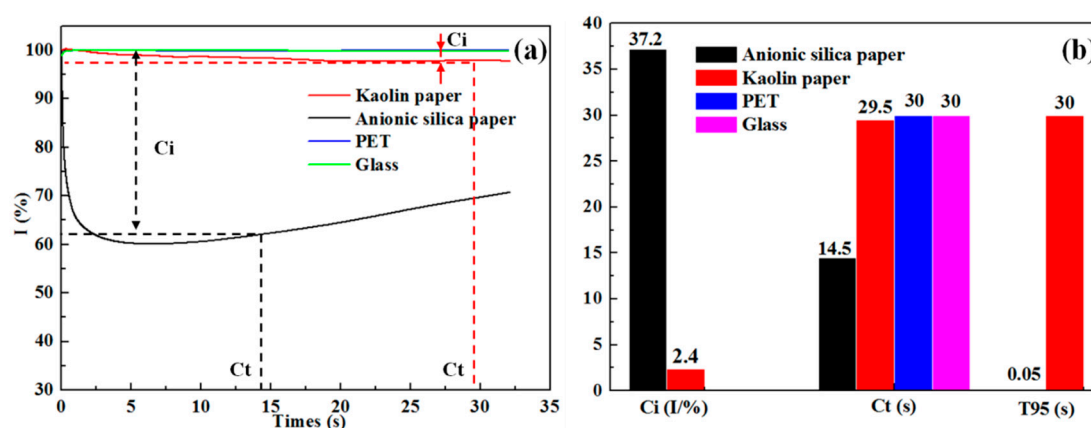 (a)
I (%)
100
90
80
70
60
50
40
30
0
5
10
15
20
25
30
35
Times (s)
Ci
Ci
Kaolin paper
Anionic silica paper
PET
Glass
Ct
Ct
(b)
40
35
30
25
20
15
10
5
0
37.2
2.4
14.5
29.5
30
30
0.05
30
Anionic silica paper
Kaolin paper
PET
Glass
Ci (I/%)
Ct (s)
T95 (s)